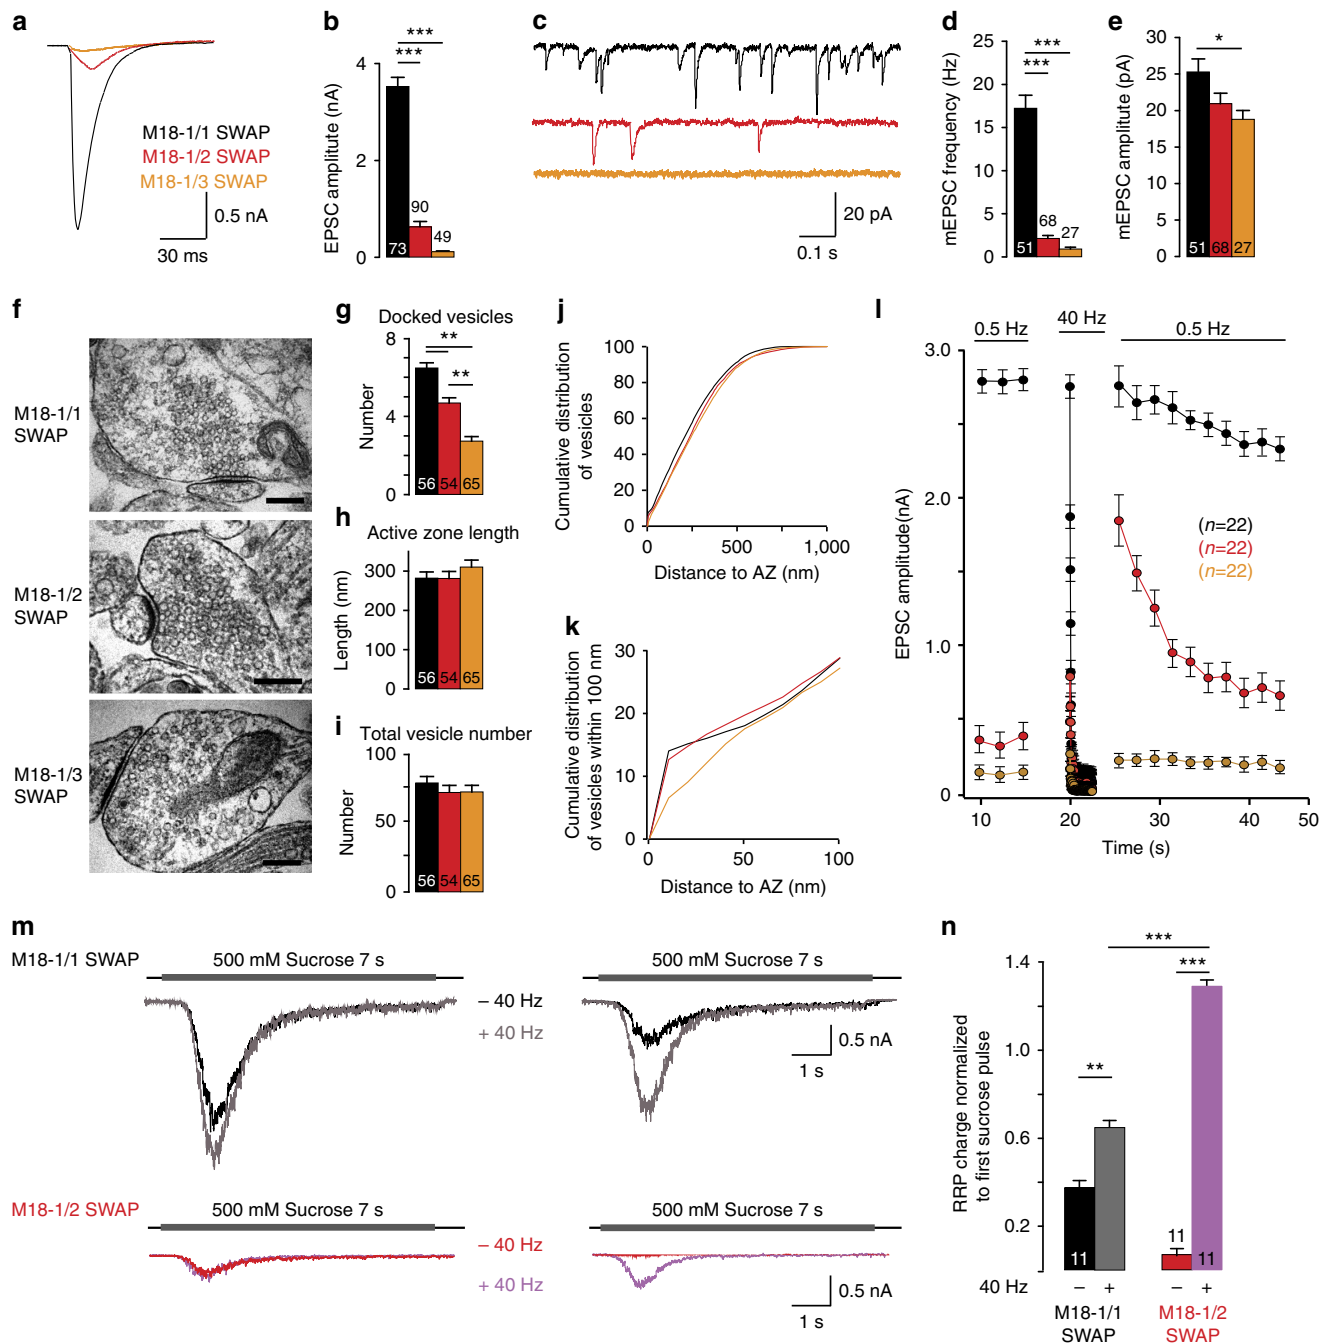 a
M18-1/1 SWAP
M18-1/2 SWAP
M18-1/3 SWAP
0.5 nA
30 ms
b
EPSC amplitude (nA)
4
2
0
***
***
73
90
49
c
20 pA
0.1 s
d
mEPSC frequency (Hz)
25
20
15
10
5
0
***
***
51
68
27
e
mEPSC amplitude (pA)
30
25
20
15
10
5
0
*
51
68
27
f
M18-1/1
SWAP
M18-1/2
SWAP
M18-1/3
SWAP
g
Docked vesicles
Number
8
6
4
2
0
**
**
56
54
65
h
Active zone length
Length (nm)
300
200
100
0
56
54
65
i
Total vesicle number
Number
100
50
0
56
54
65
j
Cumulative distribution
of vesicles
100
80
60
40
20
0
0
500
1,000
Distance to AZ (nm)
k
Cumulative distribution
of vesicles within 100 nm
30
20
10
0
0
50
100
Distance to AZ (nm)
l
0.5 Hz
40 Hz
0.5 Hz
EPSC amplitude(nA)
3.0
2.0
1.0
0
(n=22)
(n=22)
(n=22)
10
20
30
40
50
Time (s)
m
M18-1/1 SWAP
500 mM Sucrose 7 s
500 mM Sucrose 7 s
– 40 Hz
+ 40 Hz
0.5 nA
1 s
M18-1/2 SWAP
500 mM Sucrose 7 s
500 mM Sucrose 7 s
– 40 Hz
+ 40 Hz
0.5 nA
1 s
n
RRP charge normalized
to first sucrose pulse
1.4
1.0
0.6
0.2
***
***
**
11
11
11
40 Hz
–
+
–
+
M18-1/1
SWAP
M18-1/2
SWAP